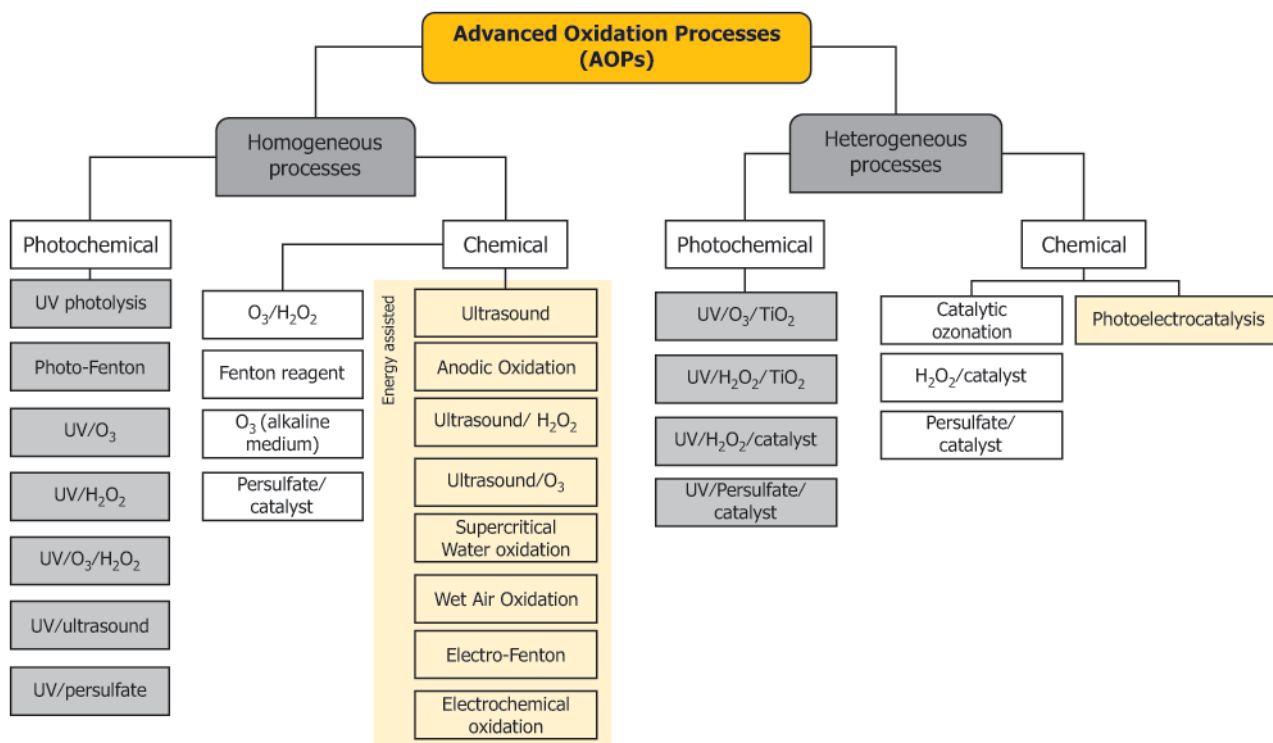 Advanced Oxidation Processes
(AOPs)
Homogeneous
processes
Heterogeneous
processes
Photochemical
Chemical
Photochemical
Chemical
UV photolysis
Photo-Fenton
UV/O₃
UV/H₂O₂
UV/O₃/H₂O₂
UV/ultrasound
UV/persulfate
O₃/H₂O₂
Fenton reagent
O₃ (alkaline
medium)
Persulfate/
catalyst
Energy assisted
Ultrasound
Anodic Oxidation
Ultrasound/ H₂O₂
Ultrasound/O₃
Supercritical
Water oxidation
Wet Air Oxidation
Electro-Fenton
Electrochemical
oxidation
UV/O₃/TiO₂
UV/H₂O₂/TiO₂
UV/H₂O₂/catalyst
UV/Persulfate/
catalyst
Catalytic
ozonation
H₂O₂/catalyst
Persulfate/
catalyst
Photoelectrocatalysis